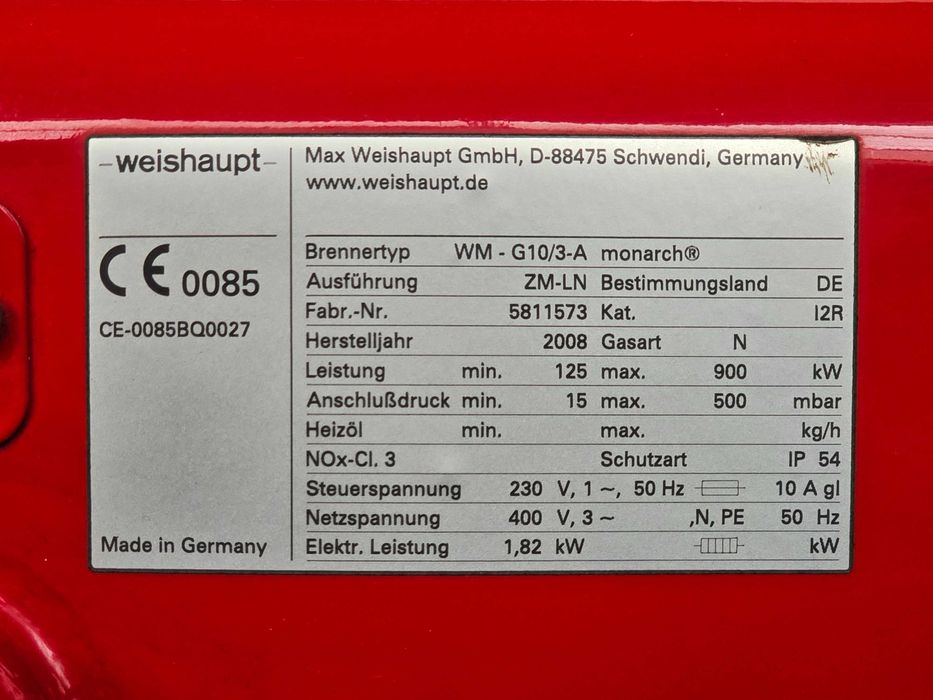 -weishaupt-
Max Weishaupt GmbH, D-88475 Schwendi, Germany
www.weishaupt.de
CE 0085
CE-0085BQ0027
Made in Germany
Brennertyp WM - G10/3-A monarch®
Ausführung ZM-LN Bestimmungsland DE
Fabr.-Nr. 5811573 Kat. I2R
Herstelljahr 2008 Gasart N
Leistung min. 125 max. 900 kW
Anschlußdruck min. 15 max. 500 mbar
Heizöl min. max. kg/h
NOx-Cl. 3 Schutzart IP 54
Steuerspannung 230 V, 1 ~, 50 Hz 10 A gl
Netzspannung 400 V, 3 ~ ,N, PE 50 Hz
Elektr. Leistung 1,82 kW kW